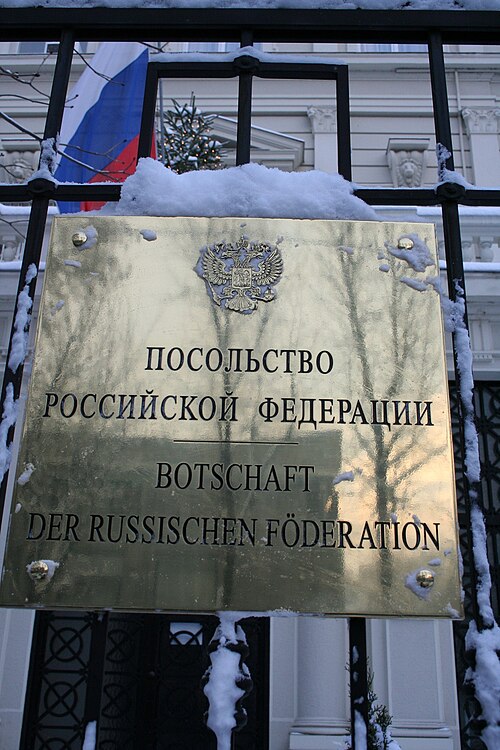 ПОСОЛЬСТВО
РОССИЙСКОЙ ФЕДЕРАЦИИ
BOTSCHAFT
DER RUSSISCHEN FÖDERATION